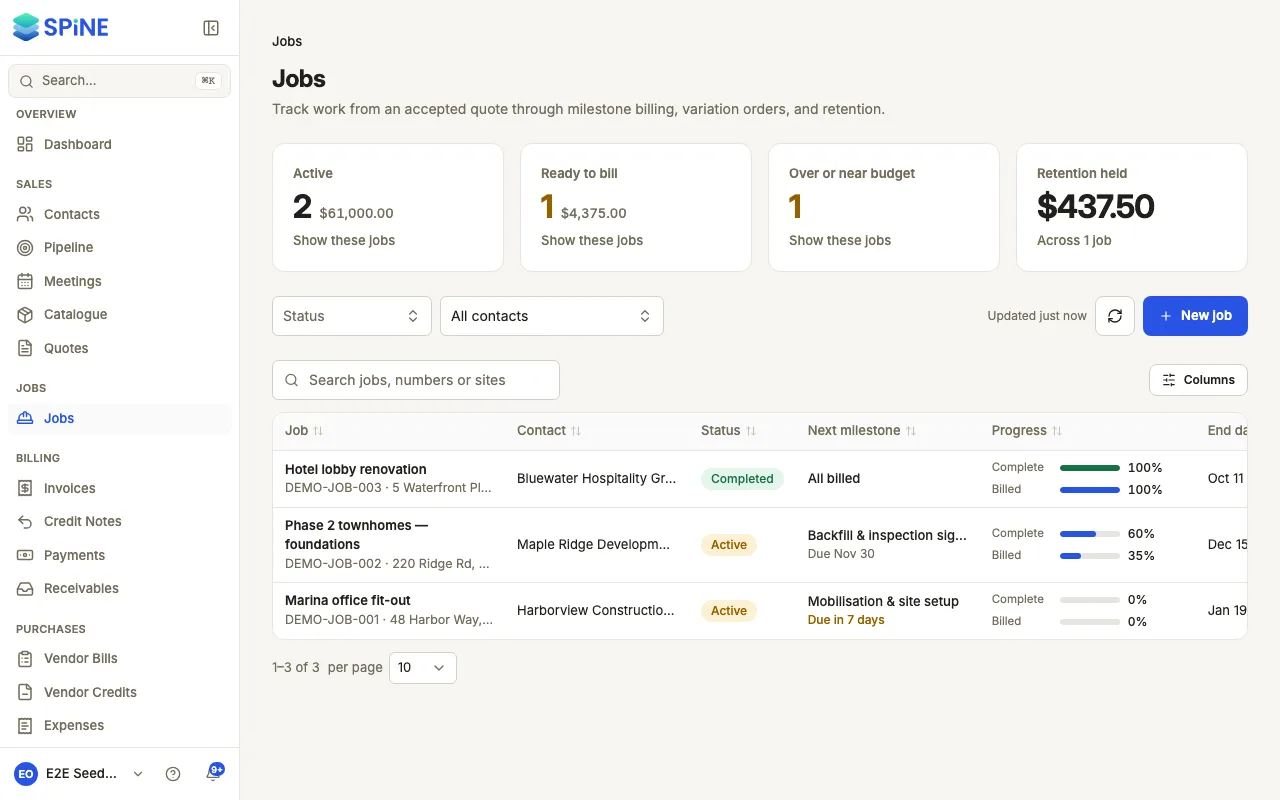 SPiNE
Search...
⌘K
OVERVIEW
Dashboard
SALES
Contacts
Pipeline
Meetings
Catalogue
Quotes
JOBS
Jobs
BILLING
Invoices
Credit Notes
Payments
Receivables
PURCHASES
Vendor Bills
Vendor Credits
Expenses
EO E2E Seed...
9+
Jobs
Jobs
Track work from an accepted quote through milestone billing, variation orders, and retention.
Active
2 $61,000.00
Show these jobs
Ready to bill
1 $4,375.00
Show these jobs
Over or near budget
1
Show these jobs
Retention held
$437.50
Across 1 job
Status
All contacts
Updated just now
New job
Search jobs, numbers or sites
Columns
Job Contact Status Next milestone Progress End da
Hotel lobby renovation
DEMO-JOB-003 · 5 Waterfront Pl...
Bluewater Hospitality Gr...
Completed
All billed
Complete 100%
Billed 100%
Oct 11
Phase 2 townhomes —
foundations
DEMO-JOB-002 · 220 Ridge Rd, ...
Maple Ridge Developm...
Active
Backfill & inspection sig...
Due Nov 30
Complete 60%
Billed 35%
Dec 15
Marina office fit-out
DEMO-JOB-001 · 48 Harbor Way,...
Harborview Constructio...
Active
Mobilisation & site setup
Due in 7 days
Complete 0%
Billed 0%
Jan 19
1–3 of 3 per page 10